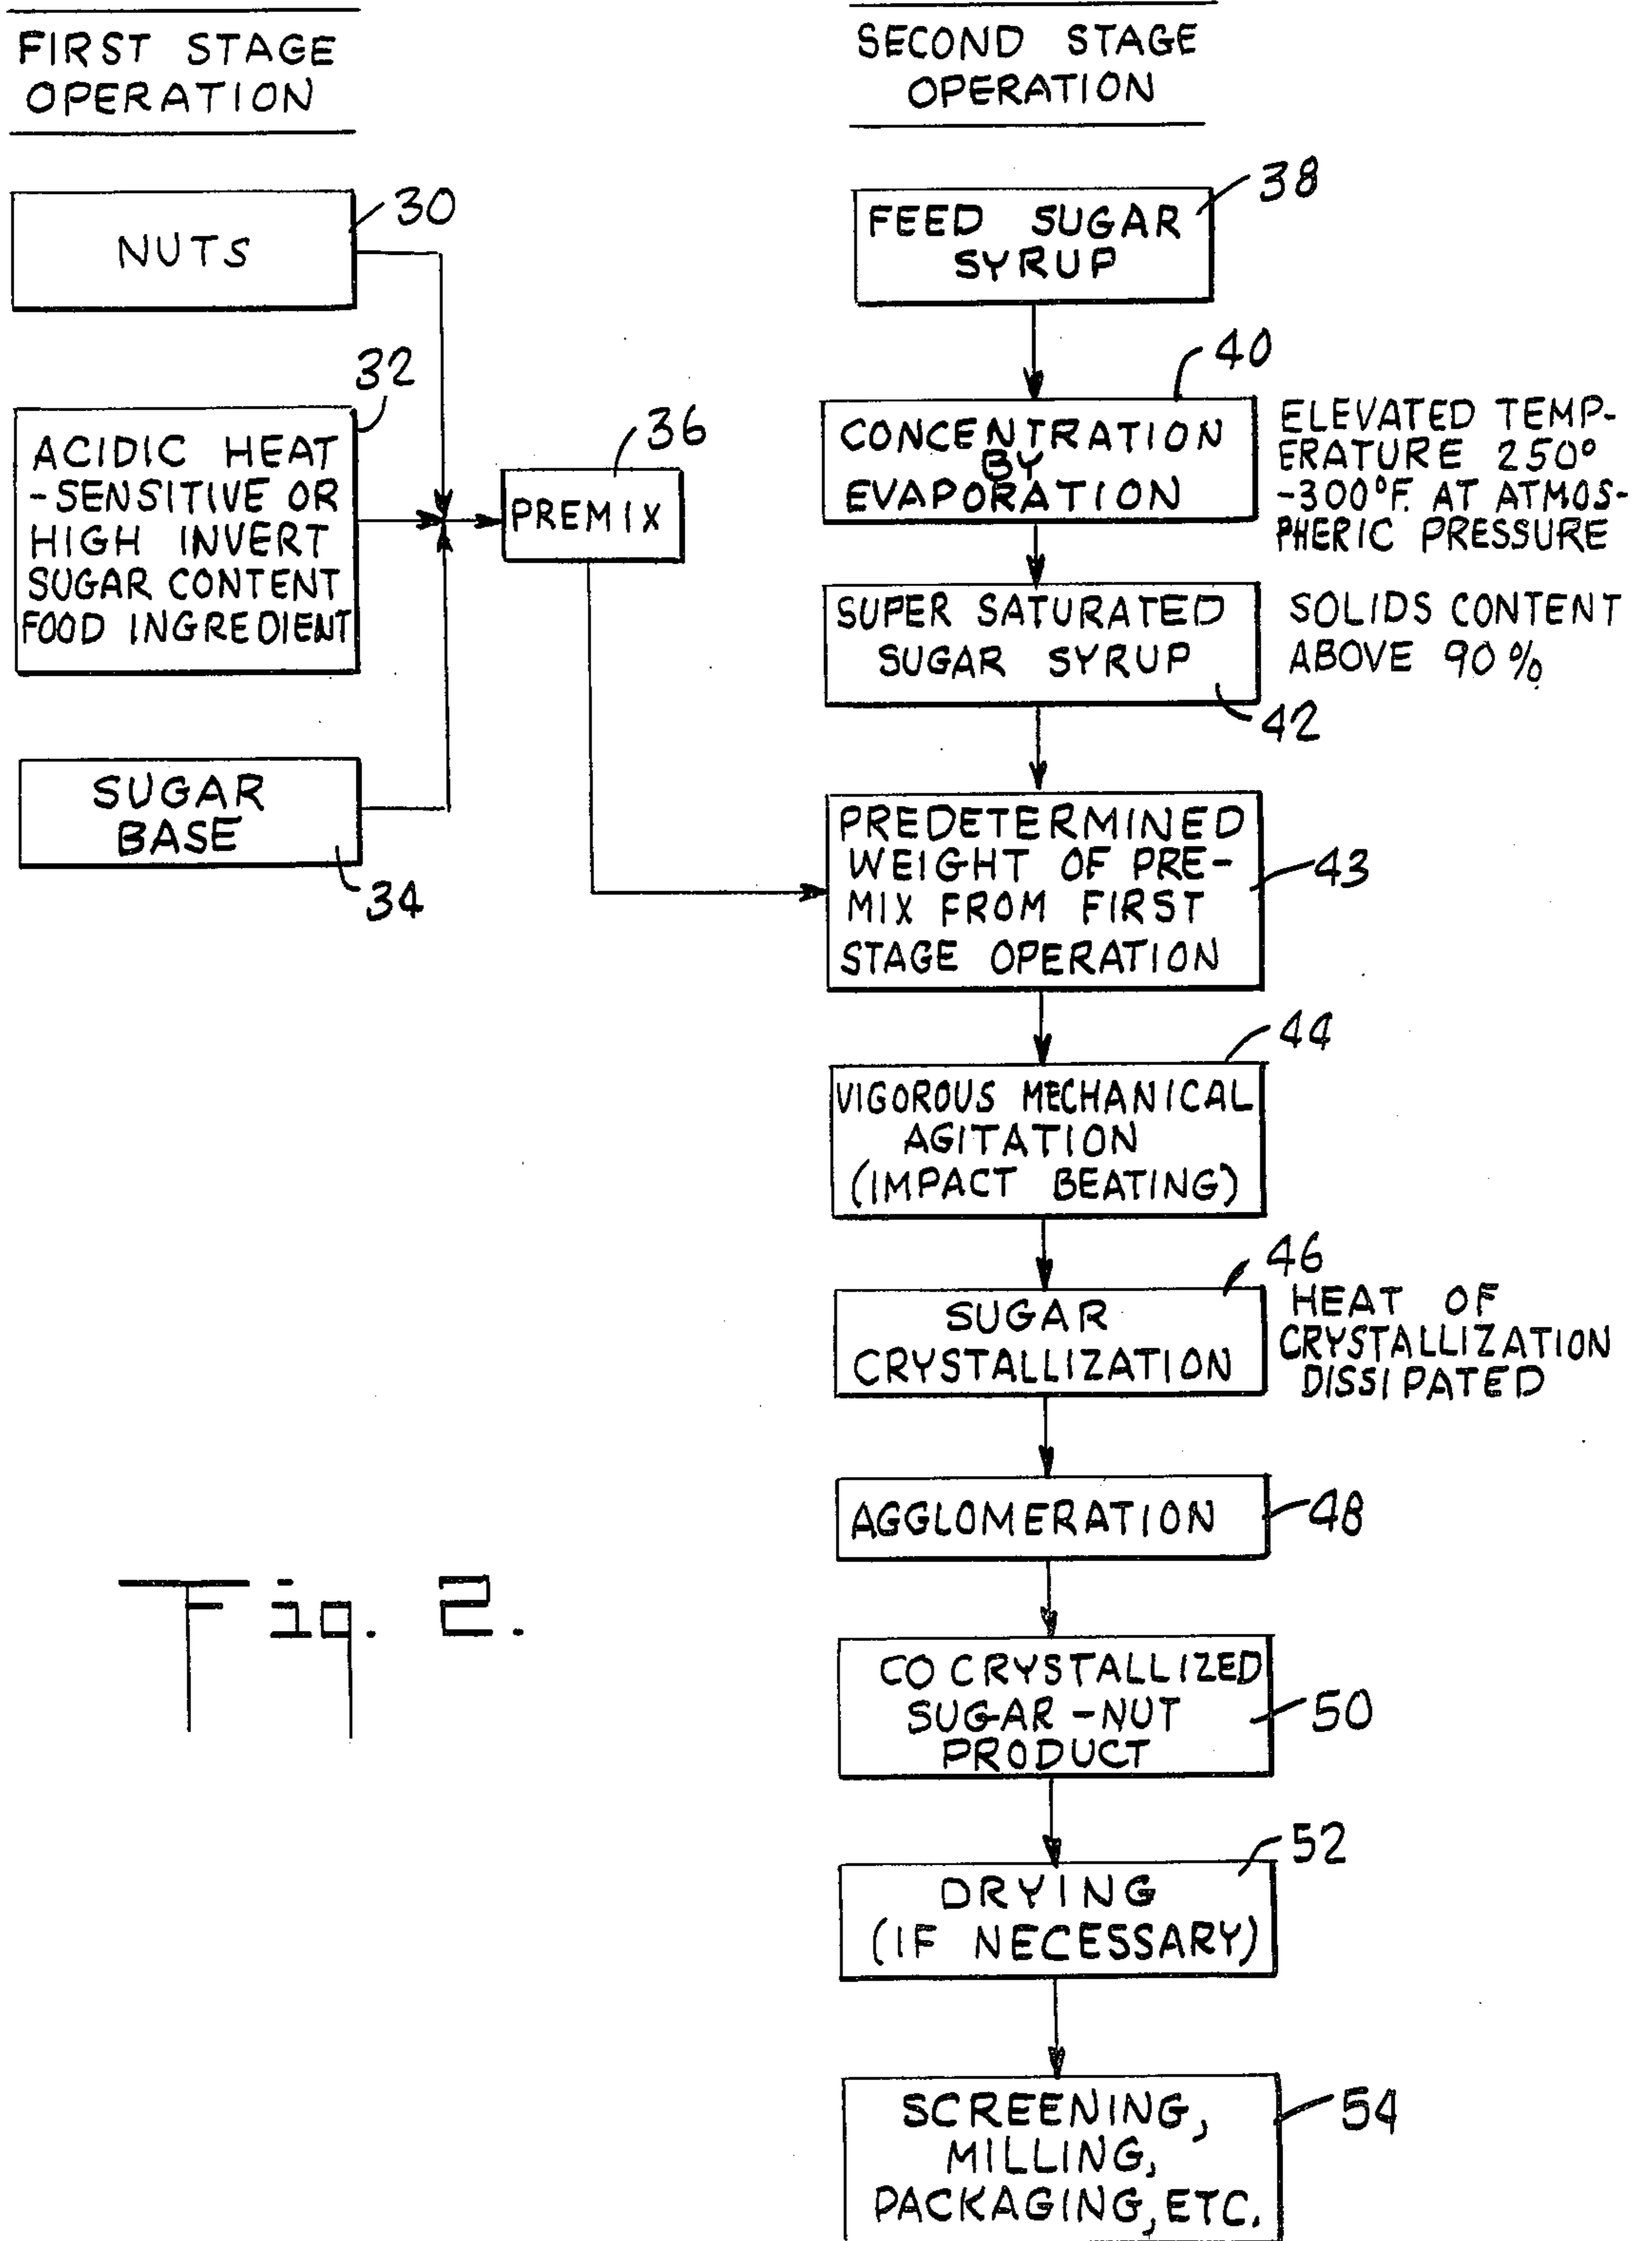 FIRST STAGE
OPERATION
NUTS
30
32
ACIDIC HEAT
-SENSITIVE OR
HIGH INVERT
SUGAR CONTENT
FOOD INGREDIENT
SUGAR
BASE
34
36
PREMIX
SECOND STAGE
OPERATION
38
FEED SUGAR
SYRUP
40
CONCENTRATION
BY
EVAPORATION
ELEVATED TEMP-
ERATURE 250°
-300°F. AT ATMOS-
PHERIC PRESSURE
SUPER SATURATED
SUGAR SYRUP
42
SOLIDS CONTENT
ABOVE 90%
PREDETERMINED
WEIGHT OF PRE-
MIX FROM FIRST
STAGE OPERATION
43
44
VIGOROUS MECHANICAL
AGITATION
(IMPACT BEATING)
46
SUGAR
CRYSTALLIZATION
HEAT OF
CRYSTALLIZATION
DISSIPATED
AGGLOMERATION
48
CO CRYSTALLIZED
SUGAR-NUT
PRODUCT
50
52
DRYING
(IF NECESSARY)
SCREENING,
MILLING,
PACKAGING, ETC.
54
Fig. 2.